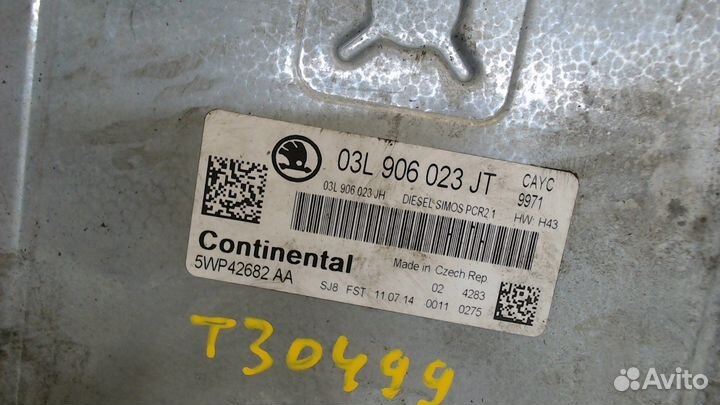 03L 906 023 JT CAYC
9971
03L 906 023 JH DIESEL SIMOS PCR2.1 HW: H43
Continental
5WP42682 AA
Made in Czech Rep
02 4283
SJ8 FST 11.07.14 0011 0275
T30499
Avito